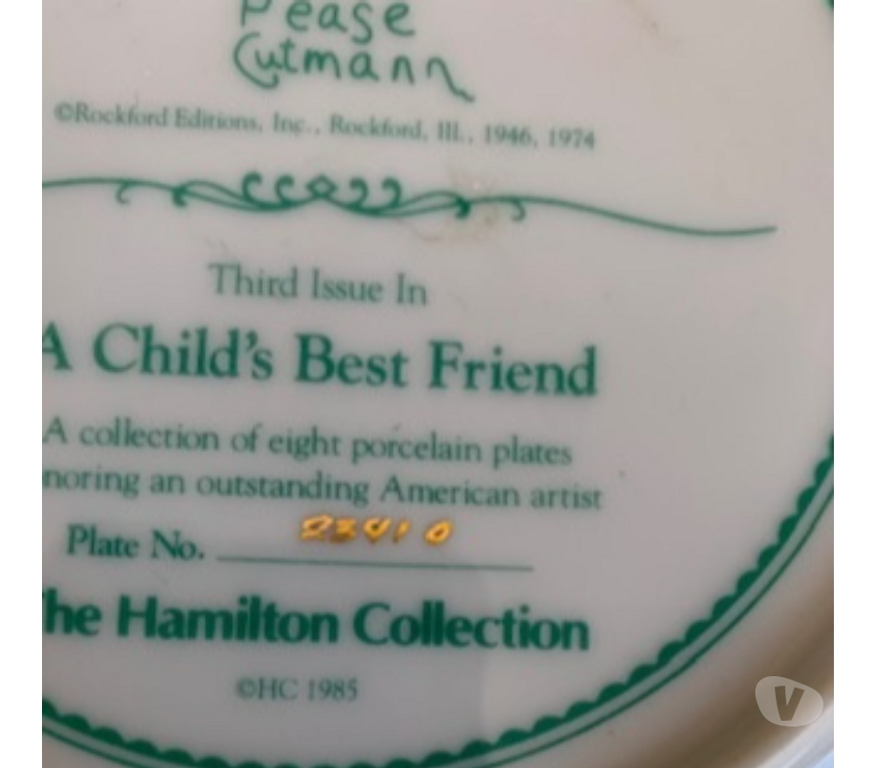 Pease
Gutmann
©Rockford Editions, Inc., Rockford, Ill., 1946, 1974
Third Issue In
A Child's Best Friend
A collection of eight porcelain plates
noring an outstanding American artist
Plate No. 2341 0
he Hamilton Collection
©HC 1985
V